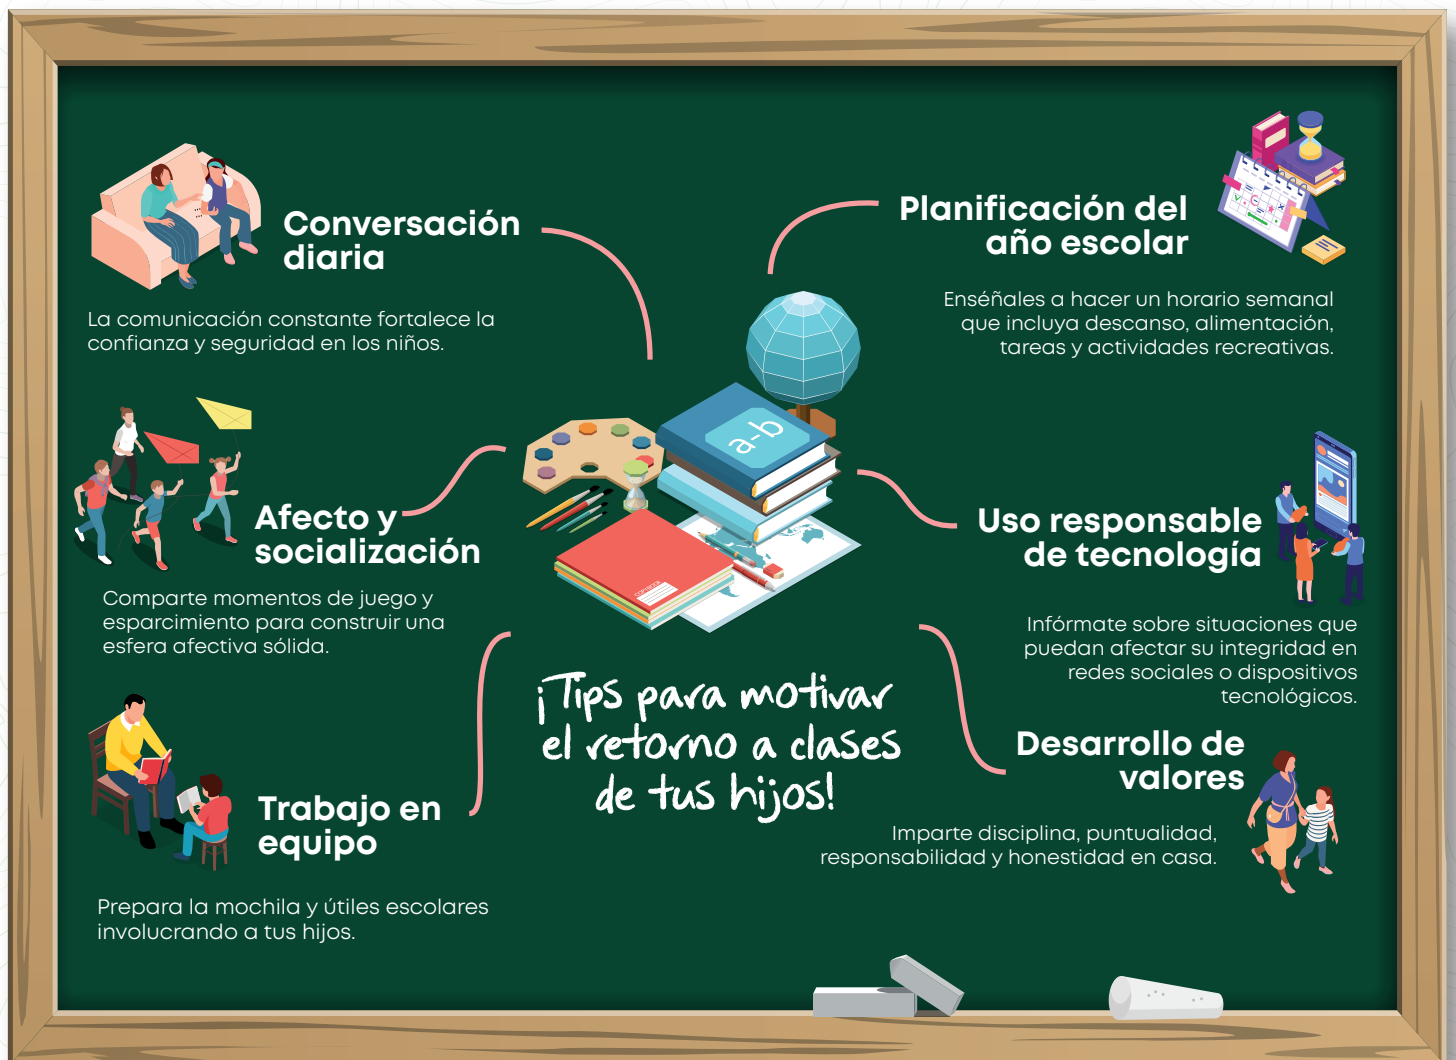 Conversación
diaria
La comunicación constante fortalece la
confianza y seguridad en los niños.
Afecto y
socialización
Comparte momentos de juego y
esparcimiento para construir una
esfera afectiva sólida.
Trabajo en
equipo
Prepara la mochila y útiles escolares
involucrando a tus hijos.
a-b
¡Tips para motivar
el retorno a clases
de tus hijos!
Planificación del
año escolar
Enséñales a hacer un horario semanal
que incluya descanso, alimentación,
tareas y actividades recreativas.
Uso responsable
de tecnología
Infórmate sobre situaciones que
puedan afectar su integridad en
redes sociales o dispositivos
tecnológicos.
Desarrollo de
valores
Imparte disciplina, puntualidad,
responsabilidad y honestidad en casa.